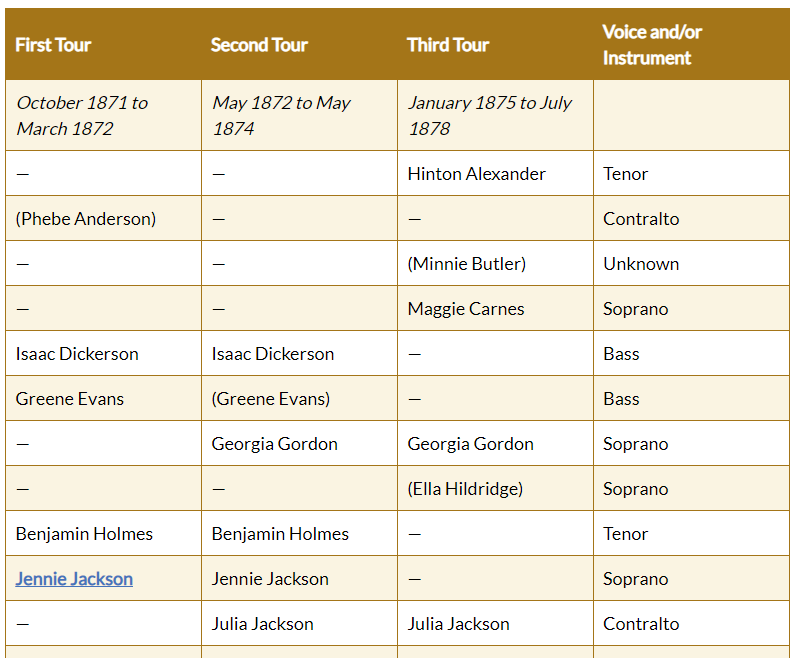 First Tour Second Tour Third Tour Voice and/or Instrument
October 1871 to March 1872 May 1872 to May 1874 January 1875 to July 1878
— — Hinton Alexander Tenor
(Phebe Anderson) — — Contralto
— — (Minnie Butler) Unknown
— — Maggie Carnes Soprano
Isaac Dickerson Isaac Dickerson — Bass
Greene Evans (Greene Evans) — Bass
— Georgia Gordon Georgia Gordon Soprano
— — (Ella Hildridge) Soprano
Benjamin Holmes Benjamin Holmes — Tenor
Jennie Jackson Jennie Jackson — Soprano
— Julia Jackson Julia Jackson Contralto